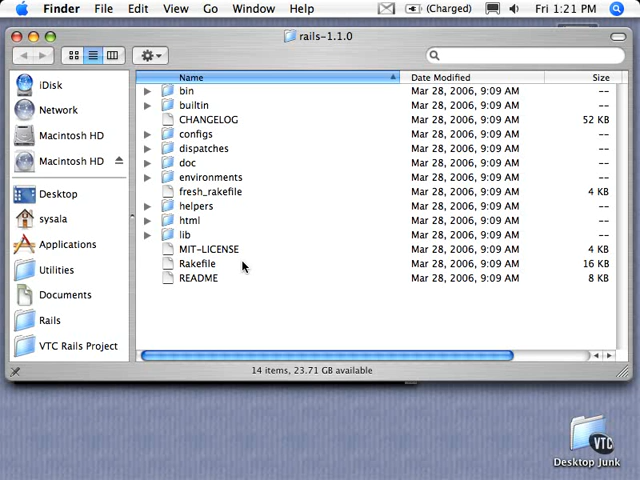 Finder File Edit View Go Window Help (Charged) Fri 1:21 PM
rails-1.1.0
Name Date Modified Size
iDisk
Network
Macintosh HD
Macintosh HD
Desktop
sysala
Applications
Utilities
Documents
Rails
VTC Rails Project
bin Mar 28, 2006, 9:09 AM --
builtin Mar 28, 2006, 9:09 AM --
CHANGELOG Mar 28, 2006, 9:09 AM 52 KB
configs Mar 28, 2006, 9:09 AM --
dispatches Mar 28, 2006, 9:09 AM --
doc Mar 28, 2006, 9:09 AM --
environments Mar 28, 2006, 9:09 AM --
fresh_rakefile Mar 28, 2006, 9:09 AM 4 KB
helpers Mar 28, 2006, 9:09 AM --
html Mar 28, 2006, 9:09 AM --
lib Mar 28, 2006, 9:09 AM --
MIT-LICENSE Mar 28, 2006, 9:09 AM 4 KB
Rakefile Mar 28, 2006, 9:09 AM 16 KB
README Mar 28, 2006, 9:09 AM 8 KB
14 items, 23.71 GB available
VTC
Desktop Junk